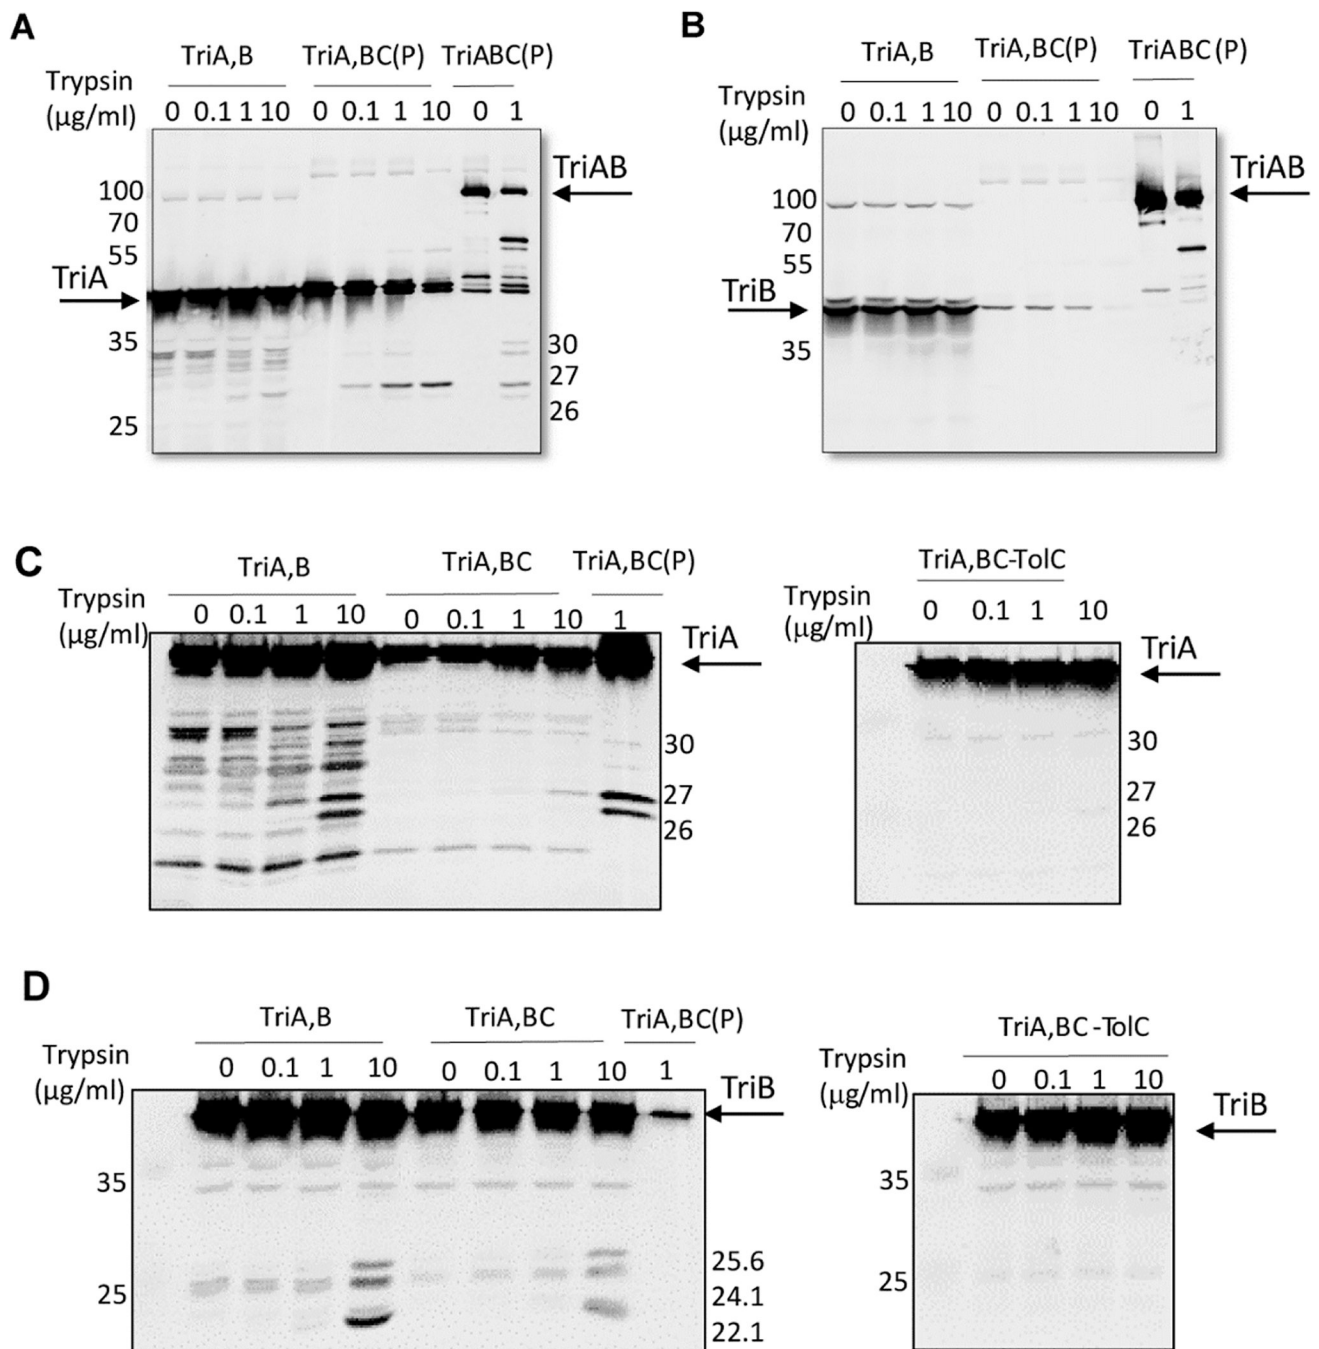 A
TriA,B TriA,BC(P) TriABC(P)
Trypsin
(μg/ml)
0 0.1 1 10 0 0.1 1 10 0 1
TriAB
100
70
55
TriA
35
30
27
26
25
B
TriA,B TriA,BC(P) TriABC (P)
Trypsin
(μg/ml)
0 0.1 1 10 0 0.1 1 10 0 1
TriAB
100
70
55
TriB
35
C
TriA,B TriA,BC TriA,BC(P)
Trypsin
(μg/ml)
0 0.1 1 10 0 0.1 1 10 1
TriA
30
27
26
TriA,BC-TolC
Trypsin
(μg/ml)
0 0.1 1 10
TriA
30
27
26
D
TriA,B TriA,BC TriA,BC(P)
Trypsin
(μg/ml)
0 0.1 1 10 0 0.1 1 10 1
TriB
35
25.6
25
24.1
22.1
TriA,BC-TolC
Trypsin
(μg/ml)
0 0.1 1 10
TriB
35
25